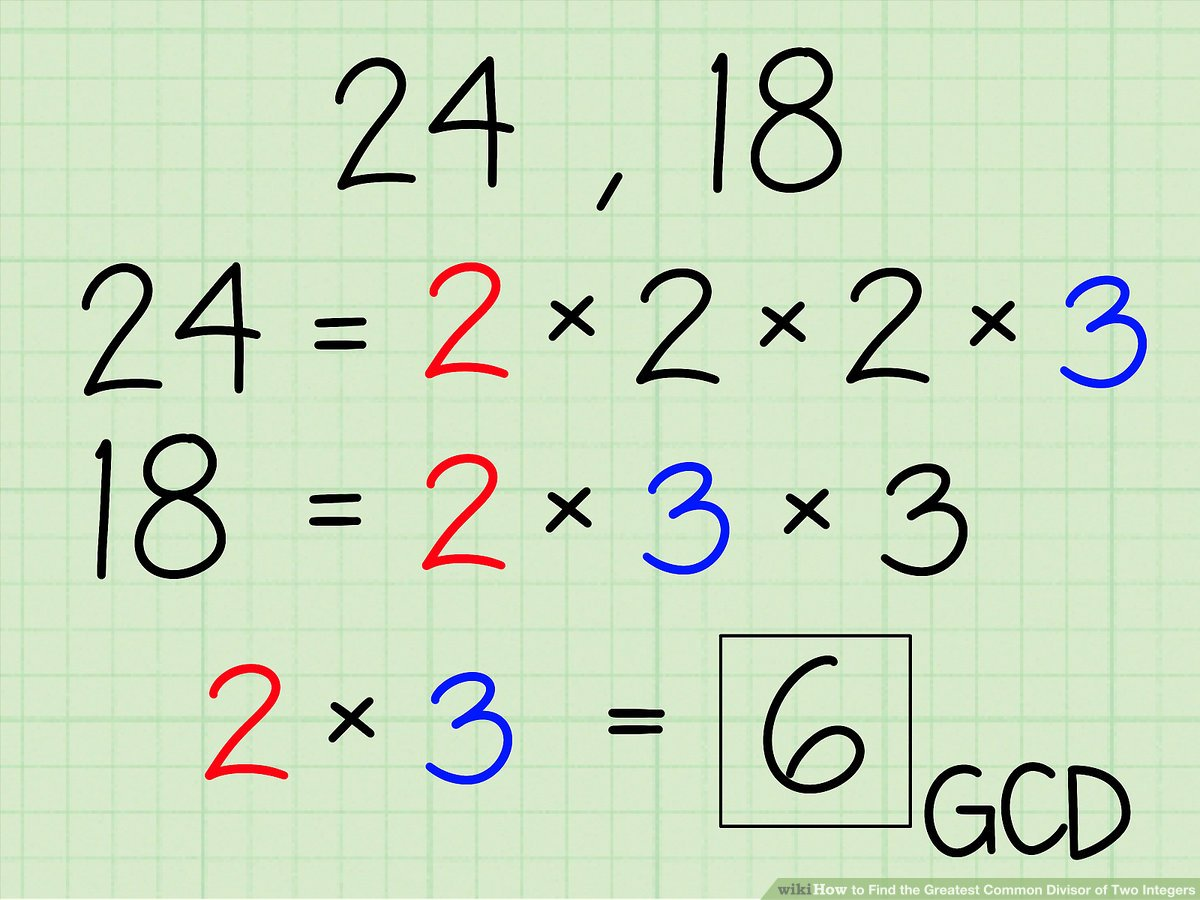 24 , 18
24 = 2 × 2 × 2 × 3
18 = 2 × 3 × 3
2 × 3 = 6 GCD
wikiHow to Find the Greatest Common Divisor of Two Integers